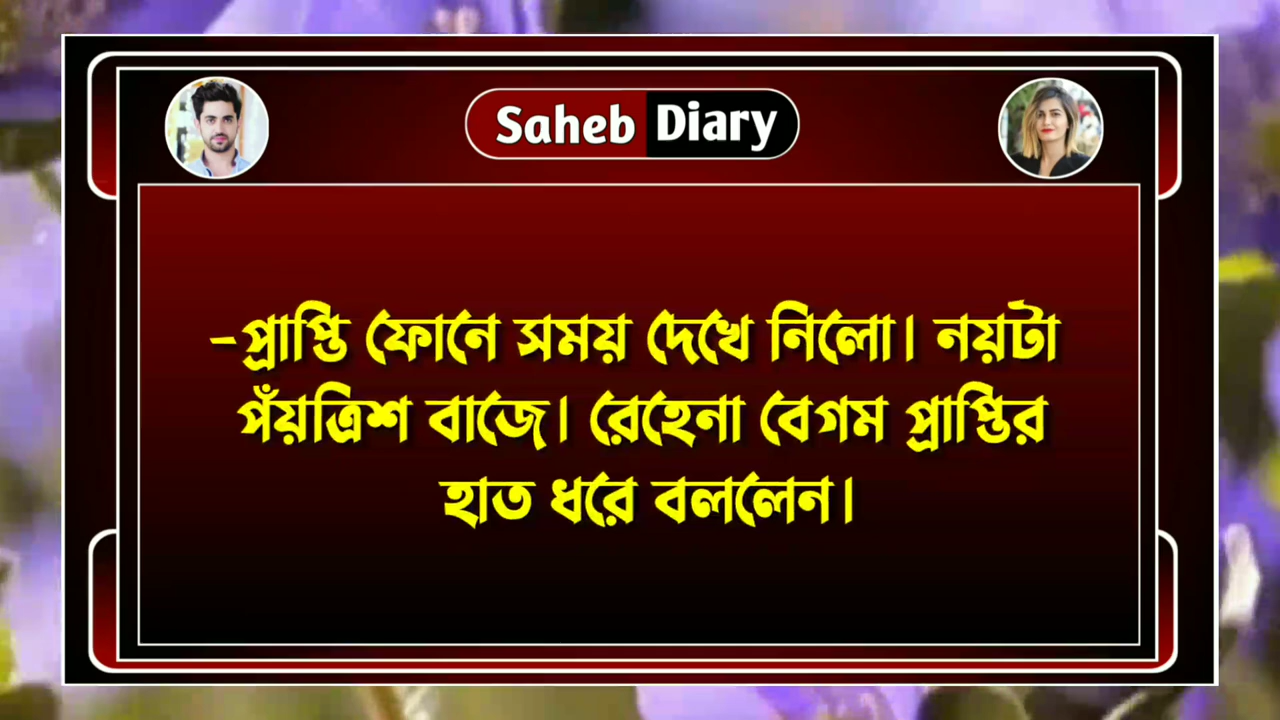 Saheb Diary
-প্রাপ্তি ফোনে সময় দেখে নিলো। নয়টা
পঁয়ত্রিশ বাজে। রেহেনা বেগম প্রাপ্তির
হাত ধরে বললেন।